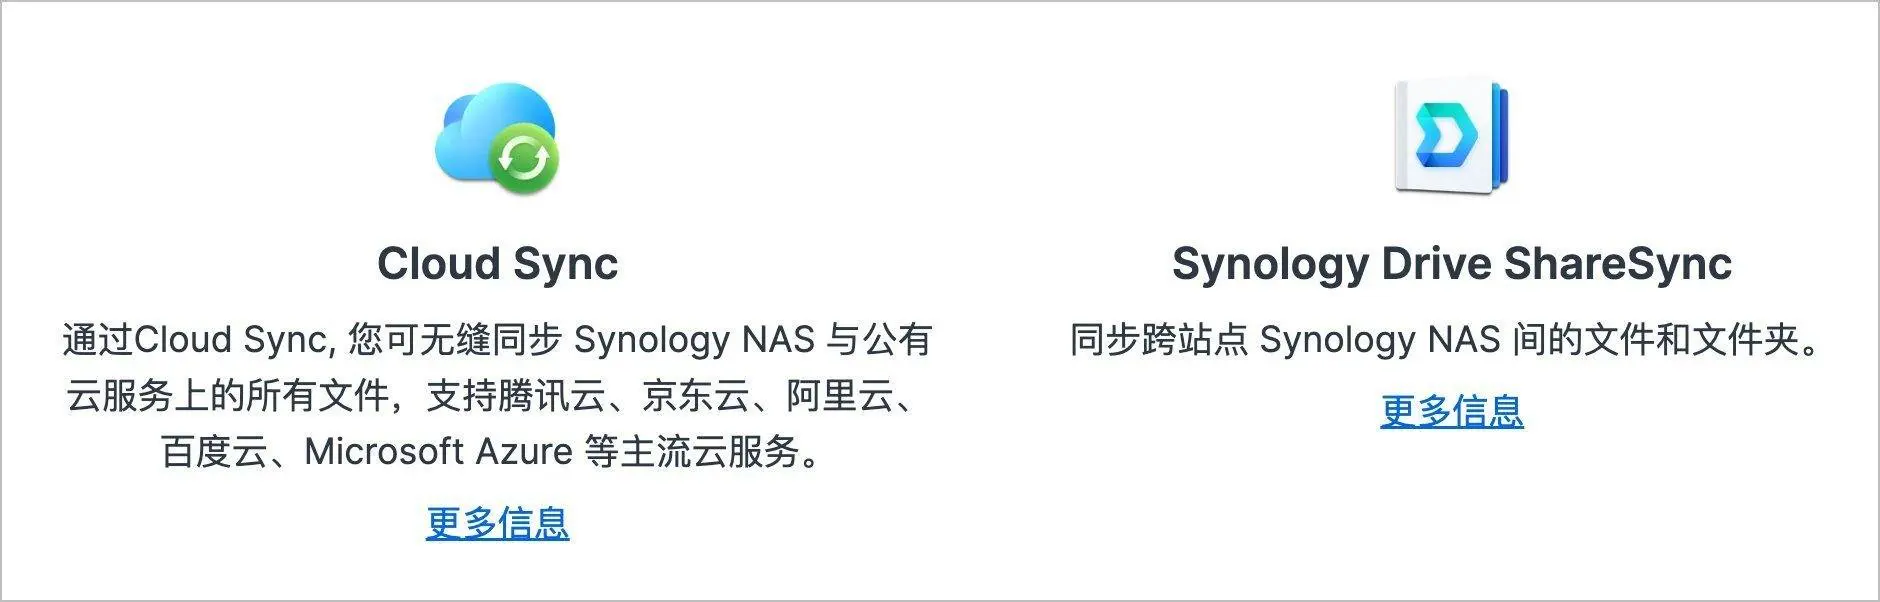 Cloud Sync
通过Cloud Sync, 您可无缝同步 Synology NAS 与公有
云服务上的所有文件，支持腾讯云、京东云、阿里云、
百度云、Microsoft Azure 等主流云服务。
更多信息
Synology Drive ShareSync
同步跨站点 Synology NAS 间的文件和文件夹。
更多信息